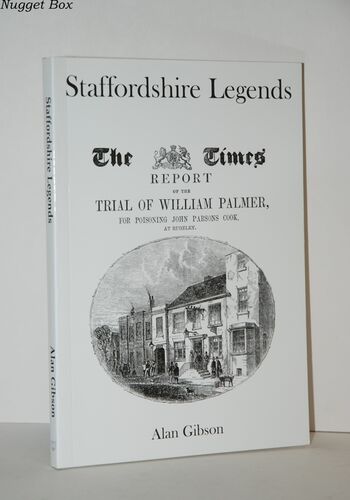 Nugget Box
Staffordshire Legends
The Times
REPORT
OF THE
TRIAL OF WILLIAM PALMER,
FOR POISONING JOHN PARSONS COOK,
AT RUGELEY.
Alan Gibson
Staffordshire Legends
Alan Gibson